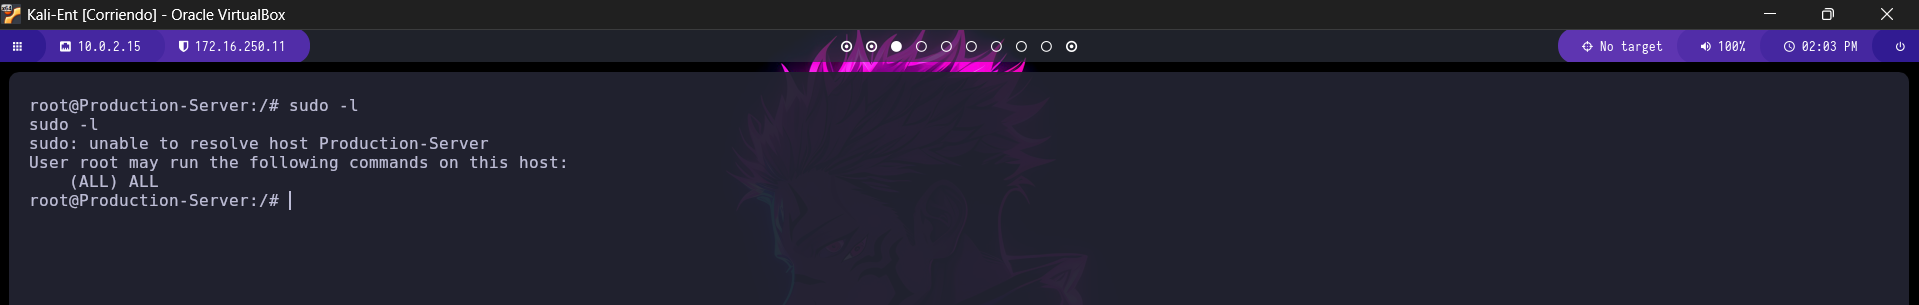 Kali-Ent [Corriendo] - Oracle VirtualBox
10.0.2.15 172.16.250.11 No target 100% 02:03 PM
root@Production-Server:/# sudo -l
sudo -l
sudo: unable to resolve host Production-Server
User root may run the following commands on this host:
    (ALL) ALL
root@Production-Server:/#